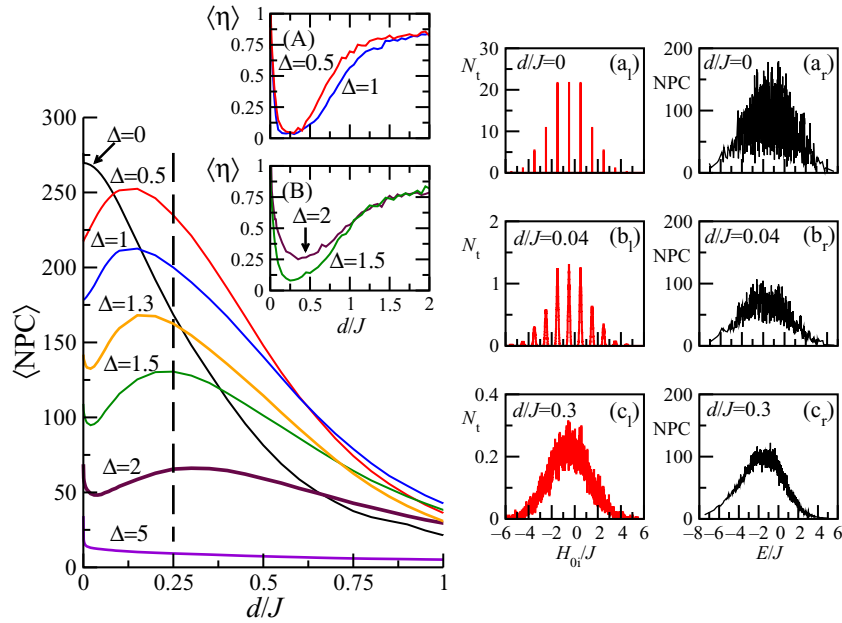 ⟨η⟩
1
0.75
0.5
0.25
0
(A)
Δ=0.5
Δ=1
⟨η⟩
1
0.75
0.5
0.25
0
(B)
Δ=2
Δ=1.5
0 0.5 1 1.5 2
d/J
⟨NPC⟩
300
250
200
150
100
50
0
Δ=0
Δ=0.5
Δ=1
Δ=1.3
Δ=1.5
Δ=2
Δ=5
0 0.25 0.5 0.75 1
d/J
N_t
30
20
10
0
d/J=0 (a_l)
NPC
200
100
0
d/J=0 (a_r)
N_t
2
1
0
d/J=0.04 (b_l)
NPC
200
100
0
d/J=0.04 (b_r)
N_t
0.4
0.2
0
d/J=0.3 (c_l)
−6 −4 −2 0 2 4 6
H_0i/J
NPC
200
100
0
d/J=0.3 (c_r)
−8 −6 −4 −2 0 2 4 6
E/J